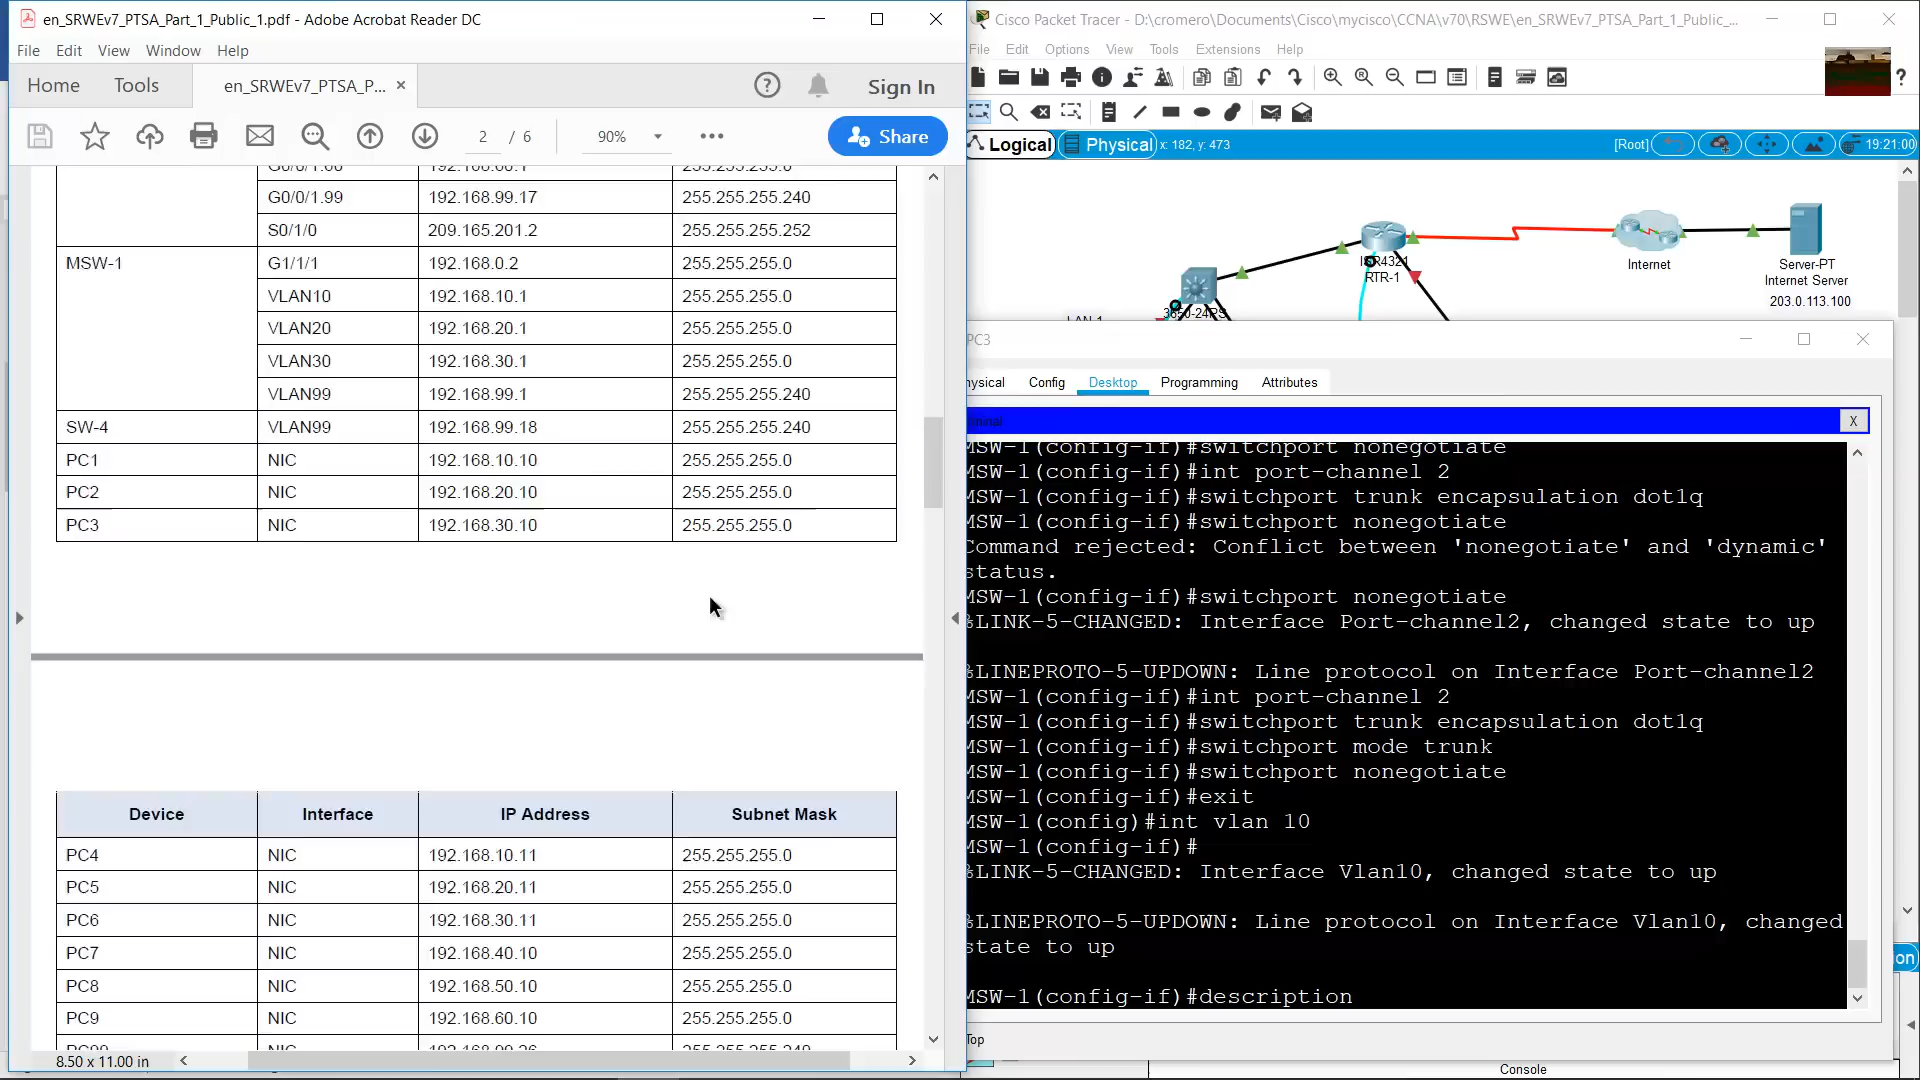 en_SRWEv7_PTSA_Part_1_Public_1.pdf - Adobe Acrobat Reader DC
File Edit View Window Help
Home Tools en_SRWEv7_PTSA_P... × Sign In
2 / 6 90% Share
G0/0/1.99 192.168.99.17 255.255.255.240
S0/1/0 209.165.201.2 255.255.255.252
MSW-1 G1/1/1 192.168.0.2 255.255.255.0
VLAN10 192.168.10.1 255.255.255.0
VLAN20 192.168.20.1 255.255.255.0
VLAN30 192.168.30.1 255.255.255.0
VLAN99 192.168.99.1 255.255.255.240
SW-4 VLAN99 192.168.99.18 255.255.255.240
PC1 NIC 192.168.10.10 255.255.255.0
PC2 NIC 192.168.20.10 255.255.255.0
PC3 NIC 192.168.30.10 255.255.255.0
Device Interface IP Address Subnet Mask
PC4 NIC 192.168.10.11 255.255.255.0
PC5 NIC 192.168.20.11 255.255.255.0
PC6 NIC 192.168.30.11 255.255.255.0
PC7 NIC 192.168.40.10 255.255.255.0
PC8 NIC 192.168.50.10 255.255.255.0
PC9 NIC 192.168.60.10 255.255.255.0
8.50 x 11.00 in
Cisco Packet Tracer - D:\cromero\Documents\Cisco\mycisco\CCNA\v70\RSWE\en_SRWEv7_PTSA_Part_1_Public_...
File Edit Options View Tools Extensions Help
?
Logical Physical x: 182, y: 473 [Root] 19:21:00
ISR4321
RTR-1
3650-24PS
Internet
Server-PT
Internet Server
203.0.113.100
PC3
Physical Config Desktop Programming Attributes
X
MSW-1(config-if)#switchport nonegotiate
MSW-1(config-if)#int port-channel 2
MSW-1(config-if)#switchport trunk encapsulation dot1q
MSW-1(config-if)#switchport nonegotiate
Command rejected: Conflict between 'nonegotiate' and 'dynamic'
status.
MSW-1(config-if)#switchport nonegotiate
%LINK-5-CHANGED: Interface Port-channel2, changed state to up
%LINEPROTO-5-UPDOWN: Line protocol on Interface Port-channel2
MSW-1(config-if)#int port-channel 2
MSW-1(config-if)#switchport trunk encapsulation dot1q
MSW-1(config-if)#switchport mode trunk
MSW-1(config-if)#switchport nonegotiate
MSW-1(config-if)#exit
MSW-1(config)#int vlan 10
MSW-1(config-if)#
%LINK-5-CHANGED: Interface Vlan10, changed state to up
%LINEPROTO-5-UPDOWN: Line protocol on Interface Vlan10, changed
state to up
MSW-1(config-if)#description
Top
Console